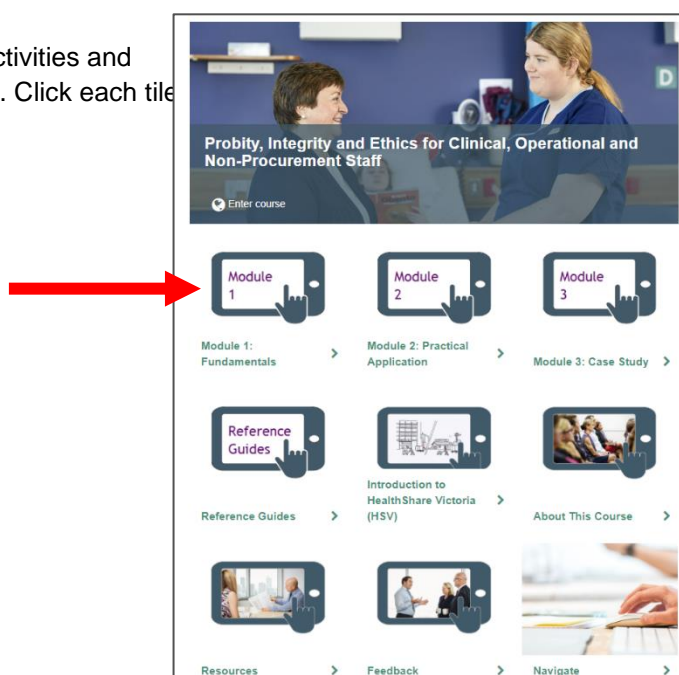 ctivities and
. Click each tile
Probity, Integrity and Ethics for Clinical, Operational and
Non-Procurement Staff
Enter course
D
Module
1
Module
2
Module
3
Module 1:
Fundamentals
Module 2: Practical
Application
Module 3: Case Study
Reference
Guides
Reference Guides
Introduction to
HealthShare Victoria
(HSV)
About This Course
Resources
Feedback
Navigate